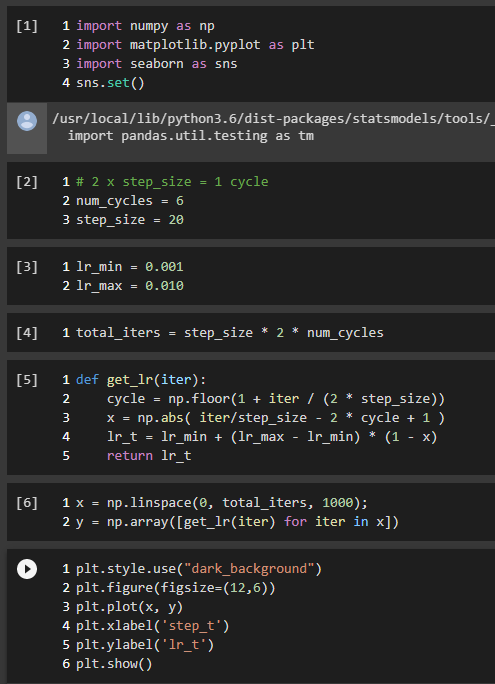 [1] 1 import numpy as np
2 import matplotlib.pyplot as plt
3 import seaborn as sns
4 sns.set()
/usr/local/lib/python3.6/dist-packages/statsmodels/tools/_
import pandas.util.testing as tm
[2] 1 # 2 x step_size = 1 cycle
2 num_cycles = 6
3 step_size = 20
[3] 1 lr_min = 0.001
2 lr_max = 0.010
[4] 1 total_iters = step_size * 2 * num_cycles
[5] 1 def get_lr(iter):
2 cycle = np.floor(1 + iter / (2 * step_size))
3 x = np.abs( iter/step_size - 2 * cycle + 1 )
4 lr_t = lr_min + (lr_max - lr_min) * (1 - x)
5 return lr_t
[6] 1 x = np.linspace(0, total_iters, 1000);
2 y = np.array([get_lr(iter) for iter in x])
1 plt.style.use("dark_background")
2 plt.figure(figsize=(12,6))
3 plt.plot(x, y)
4 plt.xlabel('step_t')
5 plt.ylabel('lr_t')
6 plt.show()